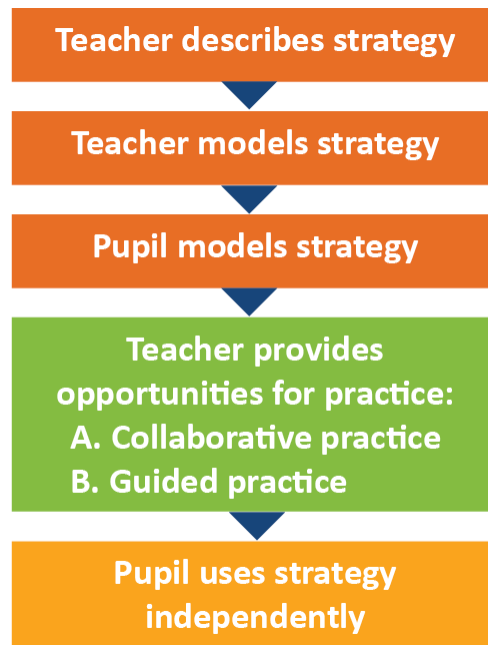 Teacher describes strategy
Teacher models strategy
Pupil models strategy
Teacher provides
opportunities for practice:
A. Collaborative practice
B. Guided practice
Pupil uses strategy
independently